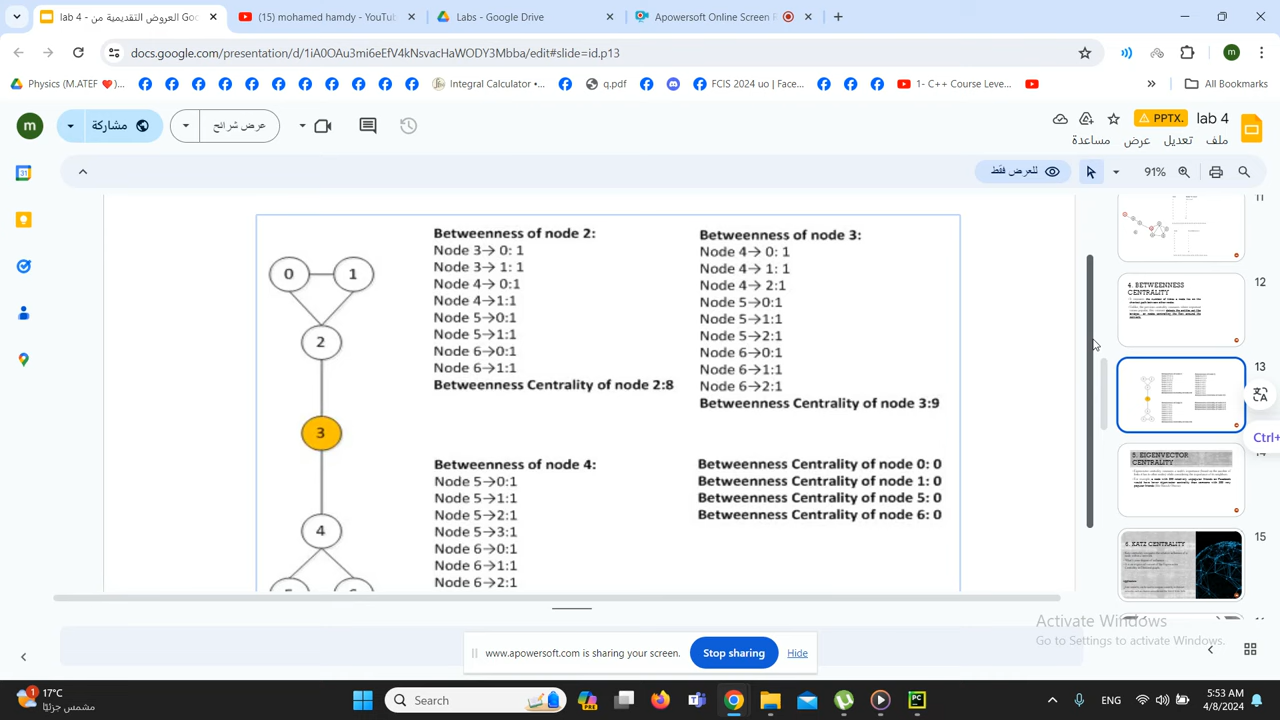 lab 4 - العروض التقديمية من Goo
(15) mohamed hamdy - YouTube
Labs - Google Drive
Apowersoft Online Screen R
docs.google.com/presentation/d/1iA0OAu3mi6eEfV4kNsvacHaWODY3Mbba/edit#slide=id.p13
m
Physics (M.ATEF ❤️)...
Integral Calculator •...
q.pdf
FCIS 2024 uo | Face...
1- C++ Course Leve...
»
All Bookmarks
m
مشاركة
عرض شرائح
PPTX.
lab 4
ملف
تعديل
عرض
مساعدة
للعرض فقط
91%
0
1
2
3
4
Betweenness of node 2:
Node 3→ 0: 1
Node 3→ 1: 1
Node 4→ 0:1
Node 4→1:1
Node 5→ 0:1
Node 5→1:1
Node 6→0:1
Node 6→1:1
Betweenness Centrality of node 2:8
Betweenness of node 3:
Node 4→ 0: 1
Node 4→ 1: 1
Node 4→ 2:1
Node 5→0:1
Node 5→1:1
Node 5→2:1
Node 6→0:1
Node 6→1:1
Node 6→2:1
Betweenness Centrality of node 3:9
Betweenness of node 4:
Node 5→0:1
Node 5→1:1
Node 5→2:1
Node 5→3:1
Node 6→0:1
Node 6→1:1
Node 6→2:1
Betweenness Centrality of node 0: 0
Betweenness Centrality of node 1: 0
Betweenness Centrality of node 5: 0
Betweenness Centrality of node 6: 0
11
12
4. BETWEENNESS
CENTRALITY
13
14
5. EIGENVECTOR
CENTRALITY
15
6. KATZ CENTRALITY
Ctrl+
Activate Windows
Go to Settings to activate Windows.
www.apowersoft.com is sharing your screen.
Stop sharing
Hide
1
17°C
مشمس جزئيًا
Search
PRE
PC
ENG
5:53 AM
4/8/2024